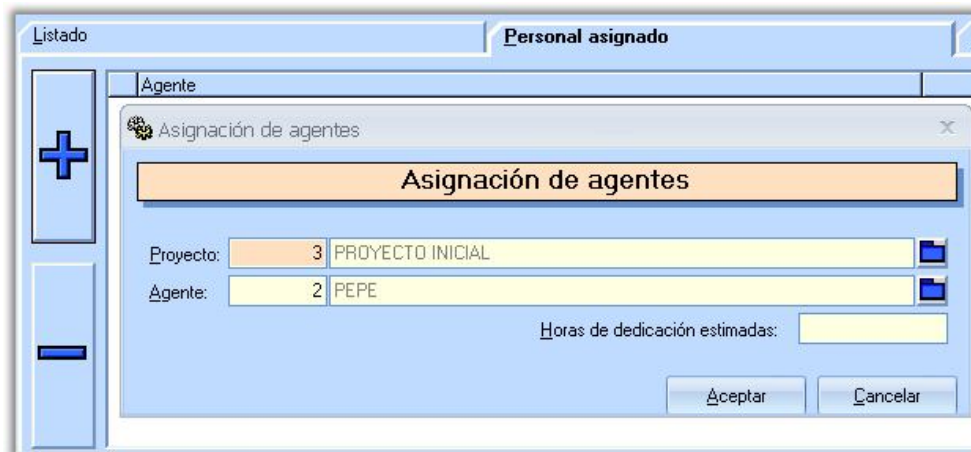 Listado
Personal asignado
Agente
Asignación de agentes
Asignación de agentes
Proyecto: 3 PROYECTO INICIAL
Agente: 2 PEPE
Horas de dedicación estimadas:
Aceptar Cancelar